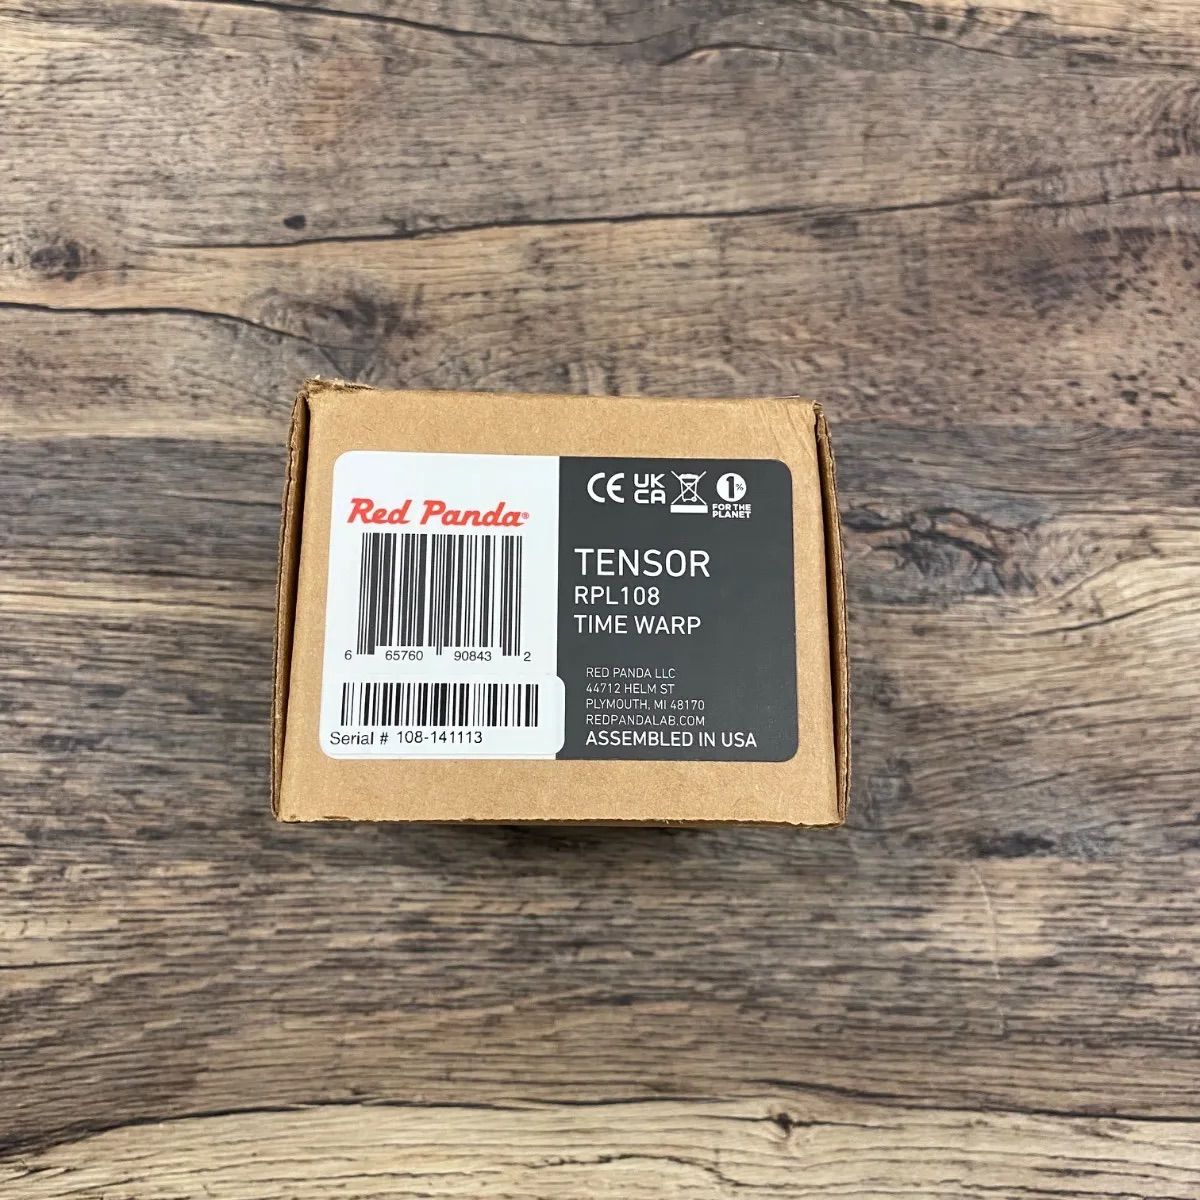 Red Panda®
6 65760 90843 2
Serial # 108-141113
CE UK CA 1% FOR THE PLANET
TENSOR
RPL108
TIME WARP
RED PANDA LLC
44712 HELM ST
PLYMOUTH, MI 48170
REDPANDALAB.COM
ASSEMBLED IN USA